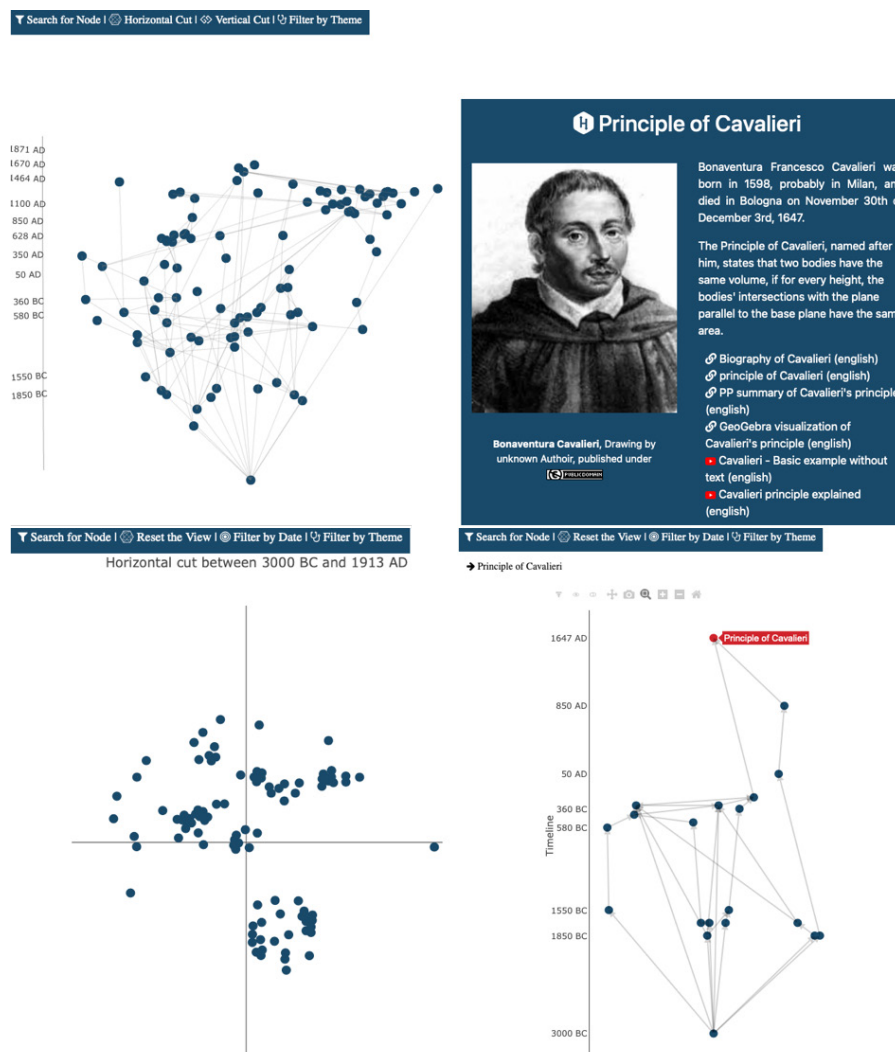 Search for Node | Horizontal Cut | Vertical Cut | Filter by Theme
1871 AD
1670 AD
1464 AD
1100 AD
850 AD
628 AD
350 AD
50 AD
360 BC
580 BC
1550 BC
1850 BC
Principle of Cavalieri
Bonaventura Francesco Cavalieri wa
born in 1598, probably in Milan, an
died in Bologna on November 30th o
December 3rd, 1647.
The Principle of Cavalieri, named after
him, states that two bodies have the
same volume, if for every height, the
bodies' intersections with the plane
parallel to the base plane have the sam
area.
Biography of Cavalieri (english)
principle of Cavalieri (english)
PP summary of Cavalieri's principle
(english)
GeoGebra visualization of
Cavalieri's principle (english)
Cavalieri - Basic example without
text (english)
Cavalieri principle explained
(english)
Bonaventura Cavalieri, Drawing by
unknown Authoir, published under
PUBLIC DOMAIN
Search for Node | Reset the View | Filter by Date | Filter by Theme
Horizontal cut between 3000 BC and 1913 AD
Search for Node | Reset the View | Filter by Date | Filter by Theme
→ Principle of Cavalieri
1647 AD
Principle of Cavalieri
850 AD
50 AD
360 BC
580 BC
Timeline
1550 BC
1850 BC
3000 BC